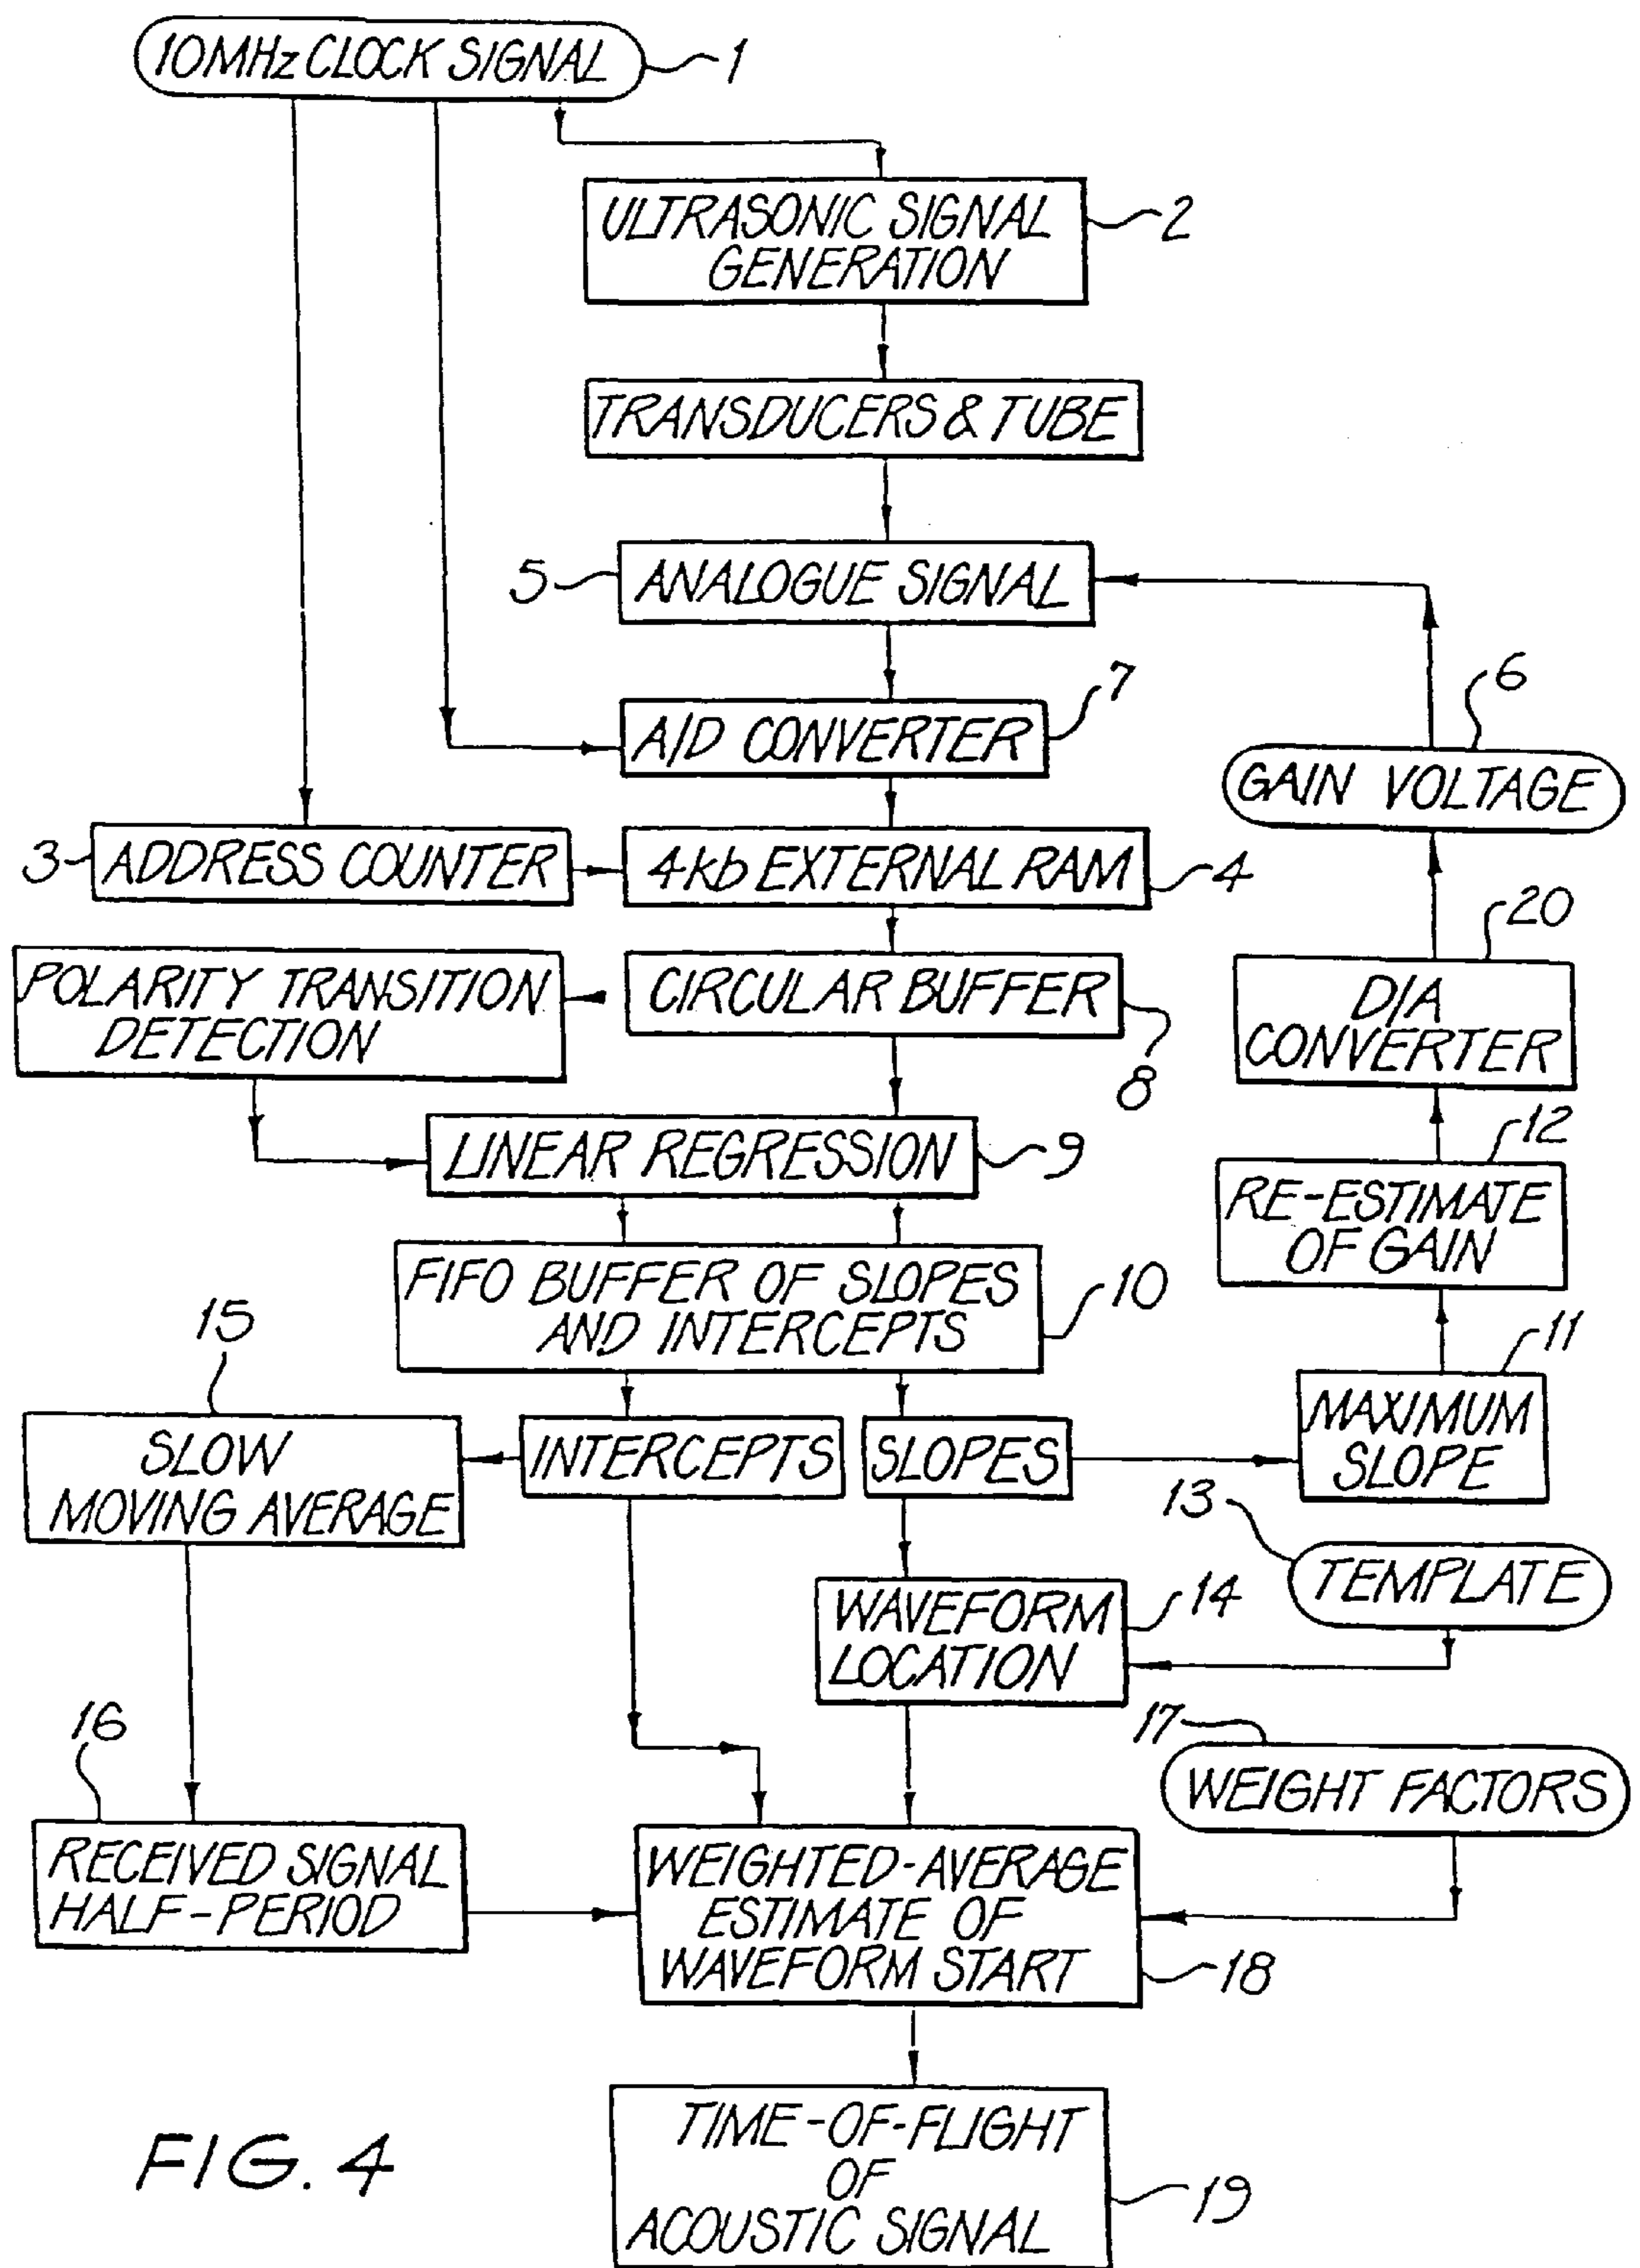 10MHz CLOCK SIGNAL
1
ULTRASONIC SIGNAL
GENERATION
2
TRANSDUCERS & TUBE
5
ANALOGUE SIGNAL
7
A/D CONVERTER
6
GAIN VOLTAGE
3
ADDRESS COUNTER
4kb EXTERNAL RAM
4
20
POLARITY TRANSITION
DETECTION
CIRCULAR BUFFER
8
D/A
CONVERTER
LINEAR REGRESSION
9
12
RE-ESTIMATE
OF GAIN
FIFO BUFFER OF SLOPES
AND INTERCEPTS
10
15
11
SLOW
MOVING AVERAGE
INTERCEPTS
SLOPES
MAXIMUM
SLOPE
13
TEMPLATE
WAVEFORM
LOCATION
14
16
17
WEIGHT FACTORS
RECEIVED SIGNAL
HALF-PERIOD
WEIGHTED-AVERAGE
ESTIMATE OF
WAVEFORM START
18
TIME-OF-FLIGHT
OF
ACOUSTIC SIGNAL
19
FIG. 4